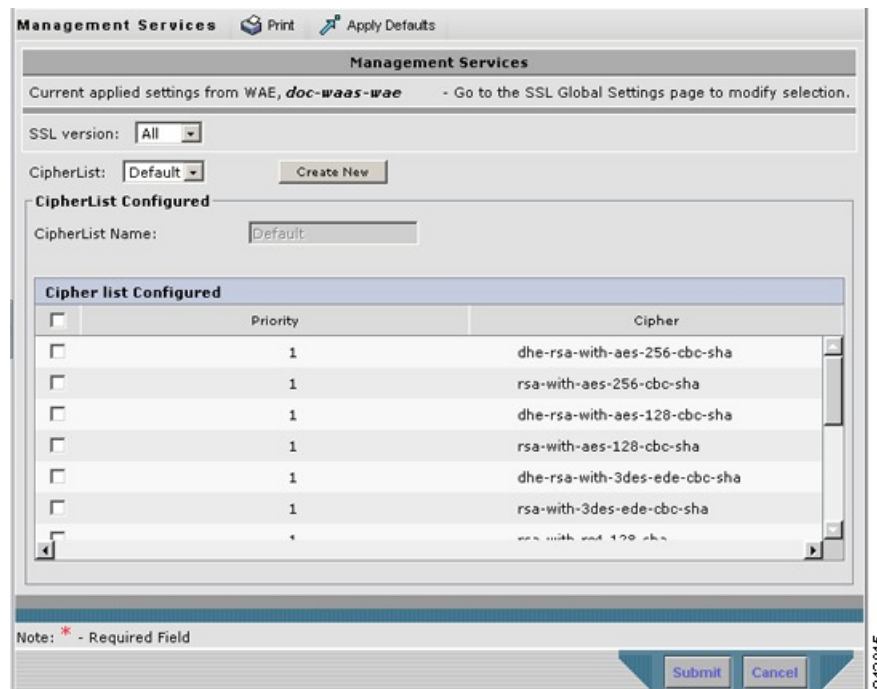 Management Services Print Apply Defaults
Management Services
Current applied settings from WAE, doc-waas-wae - Go to the SSL Global Settings page to modify selection.
SSL version: All
CipherList: Default Create New
CipherList Configured
CipherList Name: Default
Cipher list Configured
Priority Cipher
1 dhe-rsa-with-aes-256-cbc-sha
1 rsa-with-aes-256-cbc-sha
1 dhe-rsa-with-aes-128-cbc-sha
1 rsa-with-aes-128-cbc-sha
1 dhe-rsa-with-3des-ede-cbc-sha
1 rsa-with-3des-ede-cbc-sha
Note: * - Required Field
Submit Cancel